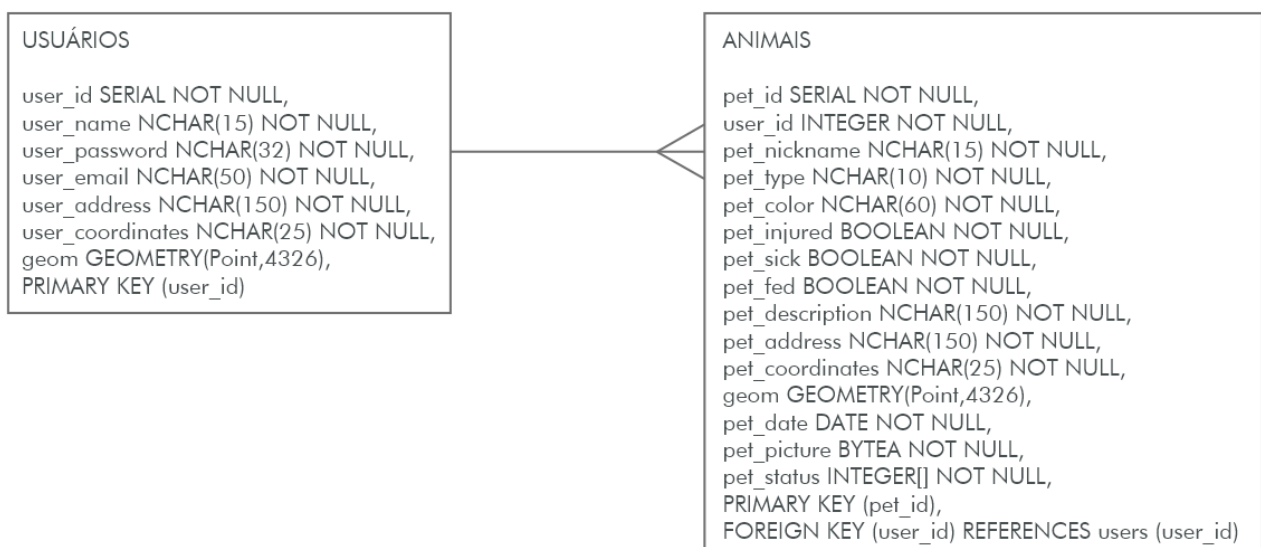 USUÁRIOS
user_id SERIAL NOT NULL,
user_name NCHAR(15) NOT NULL,
user_password NCHAR(32) NOT NULL,
user_email NCHAR(50) NOT NULL,
user_address NCHAR(150) NOT NULL,
user_coordinates NCHAR(25) NOT NULL,
geom GEOMETRY(Point,4326),
PRIMARY KEY (user_id)
ANIMAIS
pet_id SERIAL NOT NULL,
user_id INTEGER NOT NULL,
pet_nickname NCHAR(15) NOT NULL,
pet_type NCHAR(10) NOT NULL,
pet_color NCHAR(60) NOT NULL,
pet_injured BOOLEAN NOT NULL,
pet_sick BOOLEAN NOT NULL,
pet_fed BOOLEAN NOT NULL,
pet_description NCHAR(150) NOT NULL,
pet_address NCHAR(150) NOT NULL,
pet_coordinates NCHAR(25) NOT NULL,
geom GEOMETRY(Point,4326),
pet_date DATE NOT NULL,
pet_picture BYTEA NOT NULL,
pet_status INTEGER[] NOT NULL,
PRIMARY KEY (pet_id),
FOREIGN KEY (user_id) REFERENCES users (user_id)